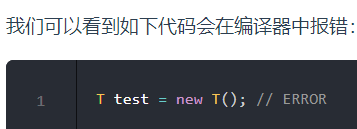 我们可以看到如下代码会在编译器中报错：
1 T test = new T(); // ERROR